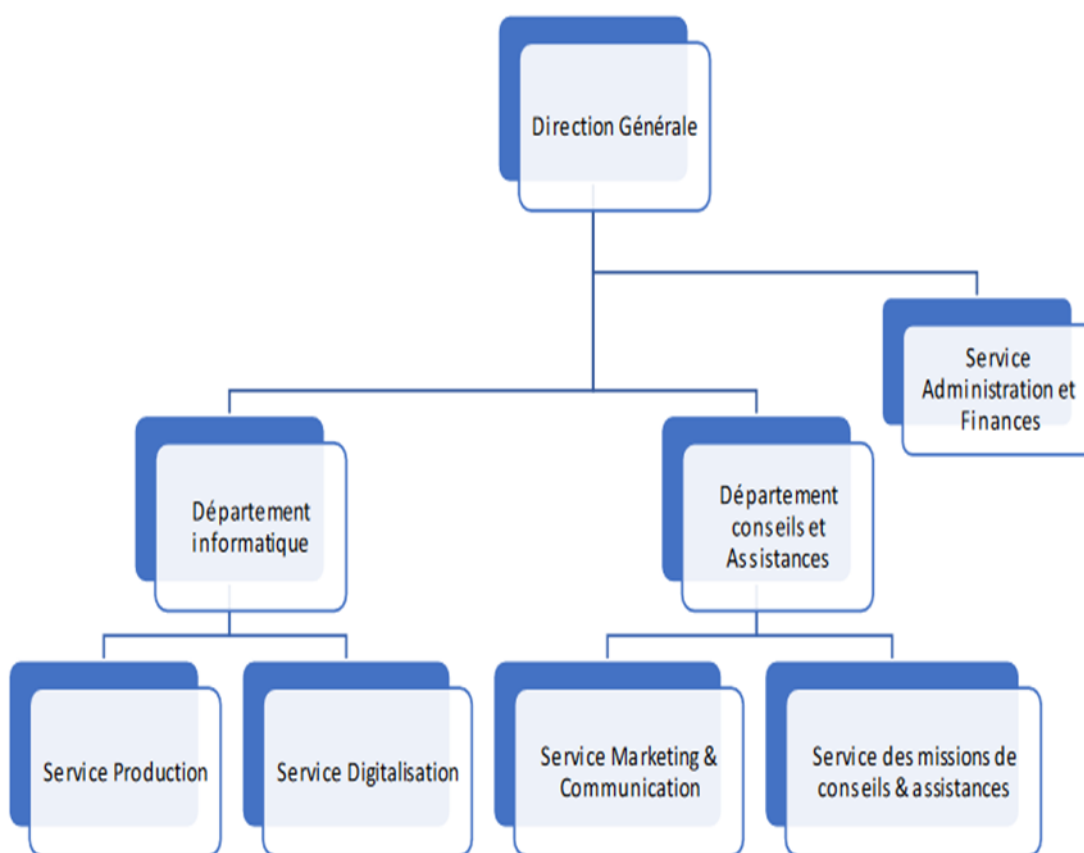 Direction Générale
Service
Administration et
Finances
Département
informatique
Département
conseils et
Assistances
Service Production
Service Digitalisation
Service Marketing &
Communication
Service des missions de
conseils & assistances